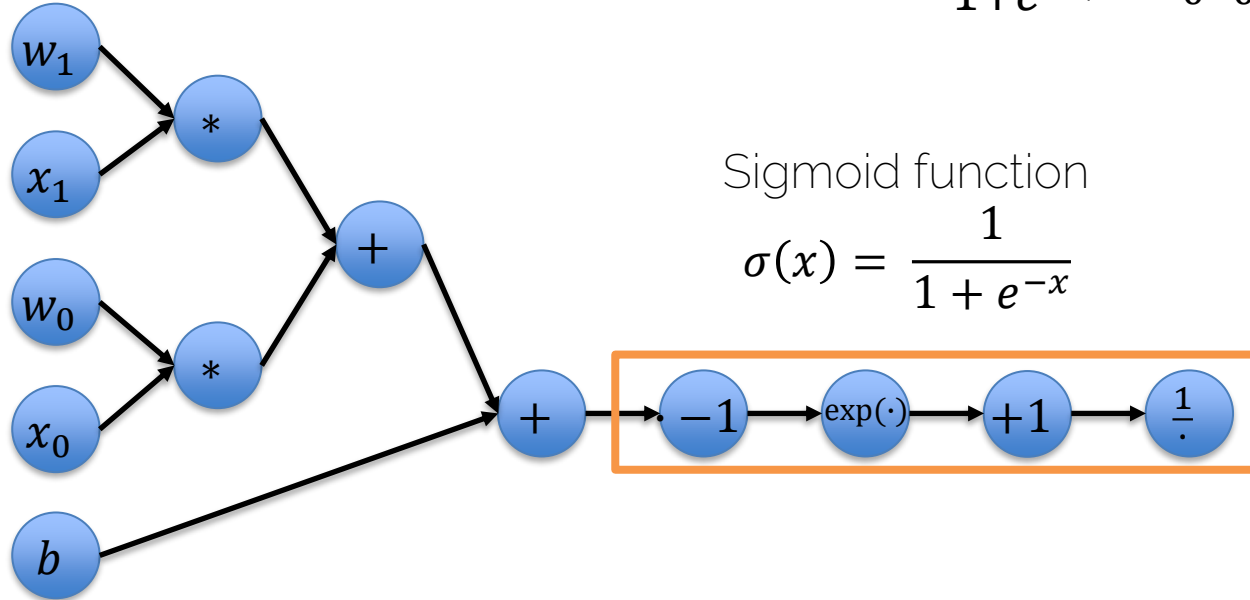 w₁
x₁
w₀
x₀
b
*
*
+
+
· −1
exp(·)
+1
1/·
Sigmoid function
σ(x) = 1/(1 + e^{−x})